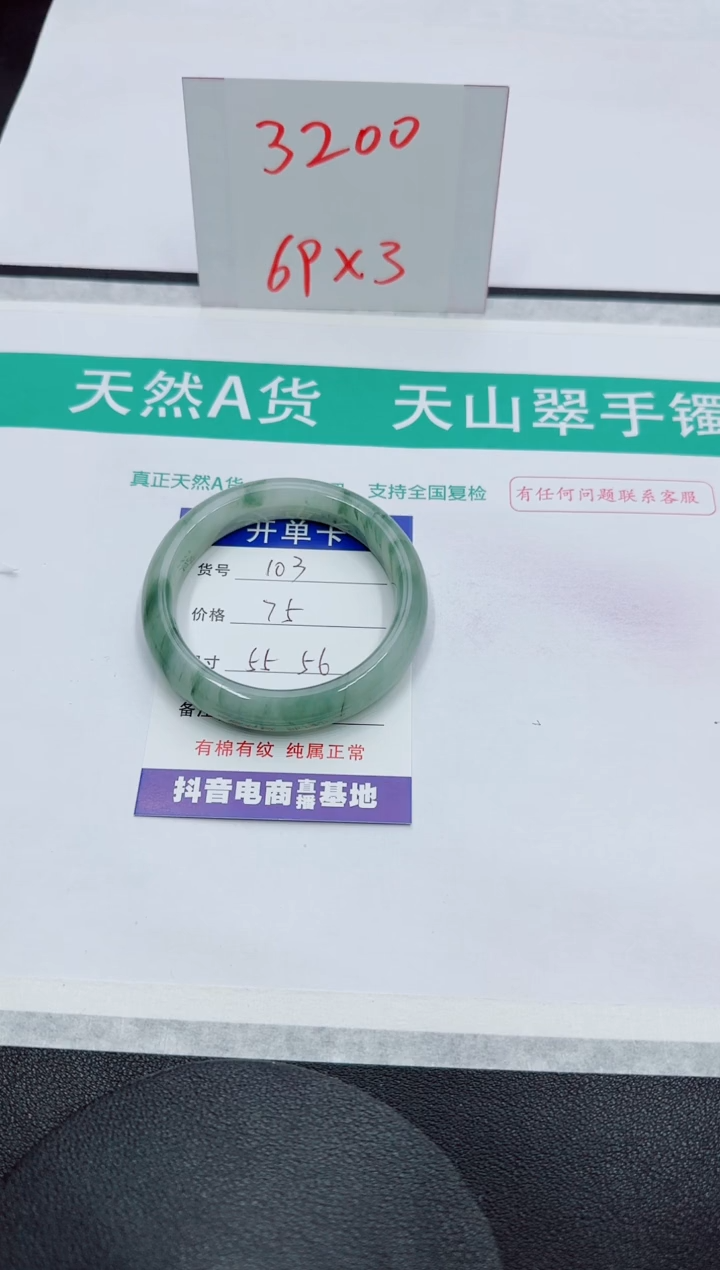 3200
6P×3
天然A货 天山翠手镯
真正天然A货 支持全国复检 有任何问题联系客服
开单卡
货号 103
价格 75
寸 55 56
备注
有棉有纹 纯属正常
抖音电商直播基地